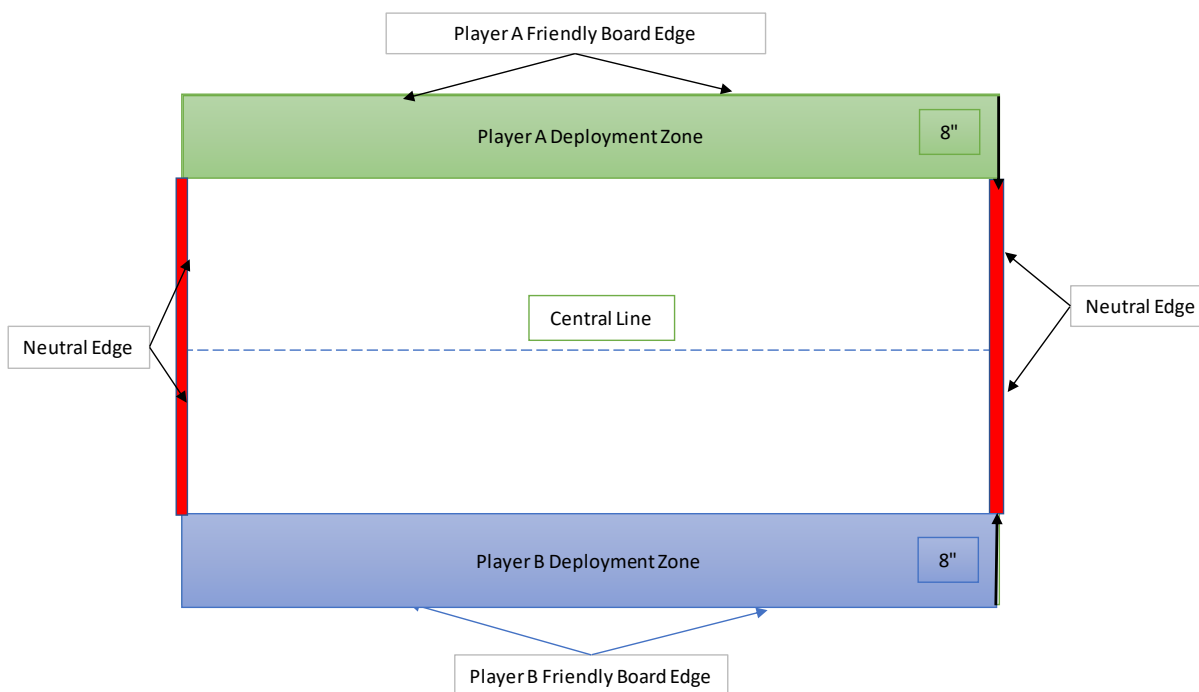 Player A Friendly Board Edge
Player A Deployment Zone
8"
Central Line
Neutral Edge
Neutral Edge
Player B Deployment Zone
8"
Player B Friendly Board Edge